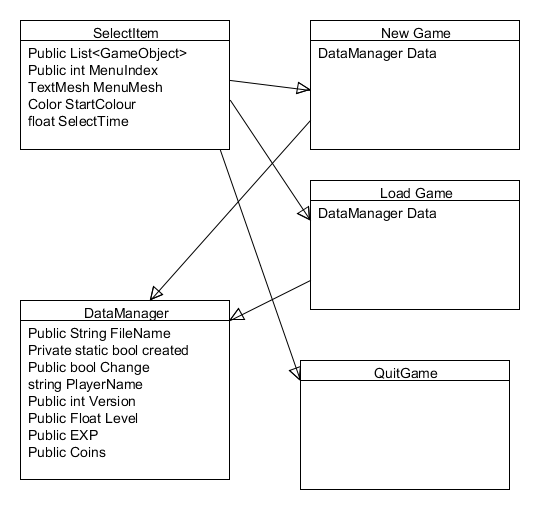 SelectItem
Public List<GameObject>
Public int MenuIndex
TextMesh MenuMesh
Color StartColour
float SelectTime
New Game
DataManager Data
Load Game
DataManager Data
DataManager
Public String FileName
Private static bool created
Public bool Change
string PlayerName
Public int Version
Public Float Level
Public EXP
Public Coins
QuitGame